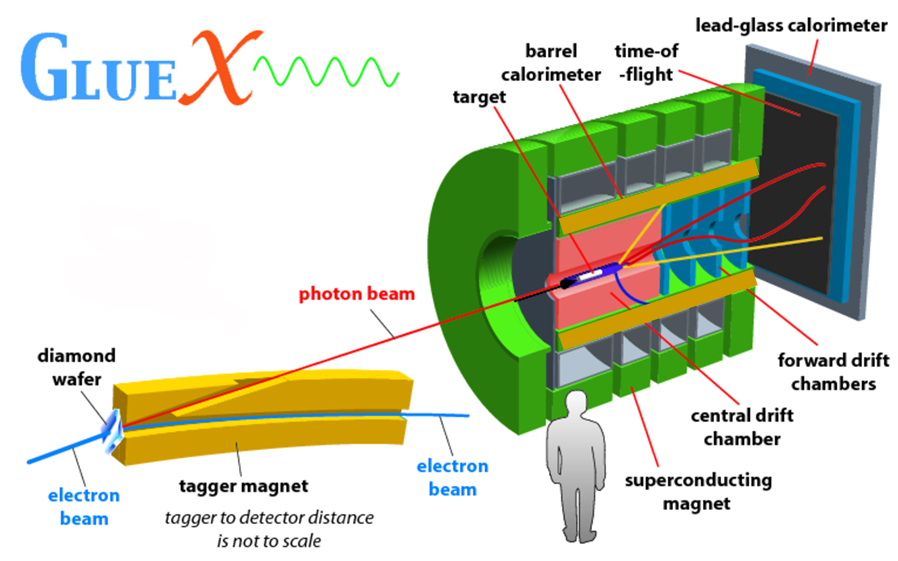 GLUEX
lead-glass calorimeter
barrel
calorimeter
time-of
-flight
target
photon beam
diamond
wafer
forward drift
chambers
central drift
chamber
electron
beam
tagger magnet
electron
beam
superconducting
magnet
tagger to detector distance
is not to scale